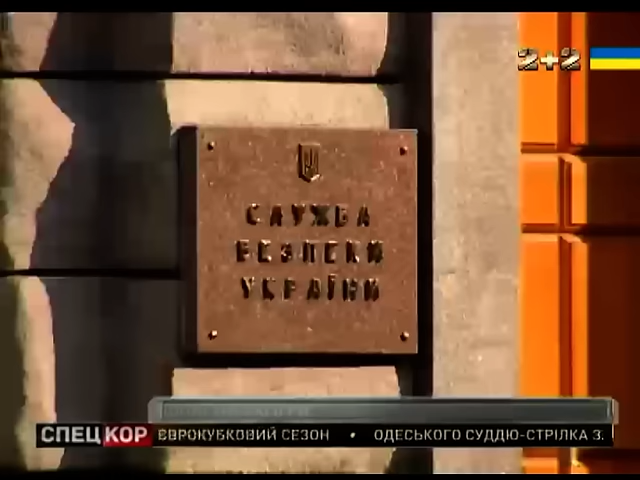 2+2
СЛУЖБА
БЕЗПЕКИ
УКРАЇНИ
СПЕЦКОР ЄВРОКУБКОВИЙ СЕЗОН • ОДЕСЬКОГО СУДДЮ-СТРІЛКА З.